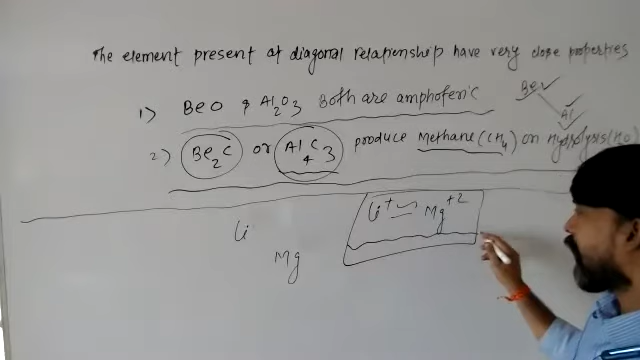 The element present at diagonal relationship have very close properties
1) BeO & Al2O3 Both are amphoteric
Be
Al
2) Be2C or Al4C3 produce Methane (CH4) on Hydrolysis (H2O)
Li+ ~ Mg+2
Li
Mg